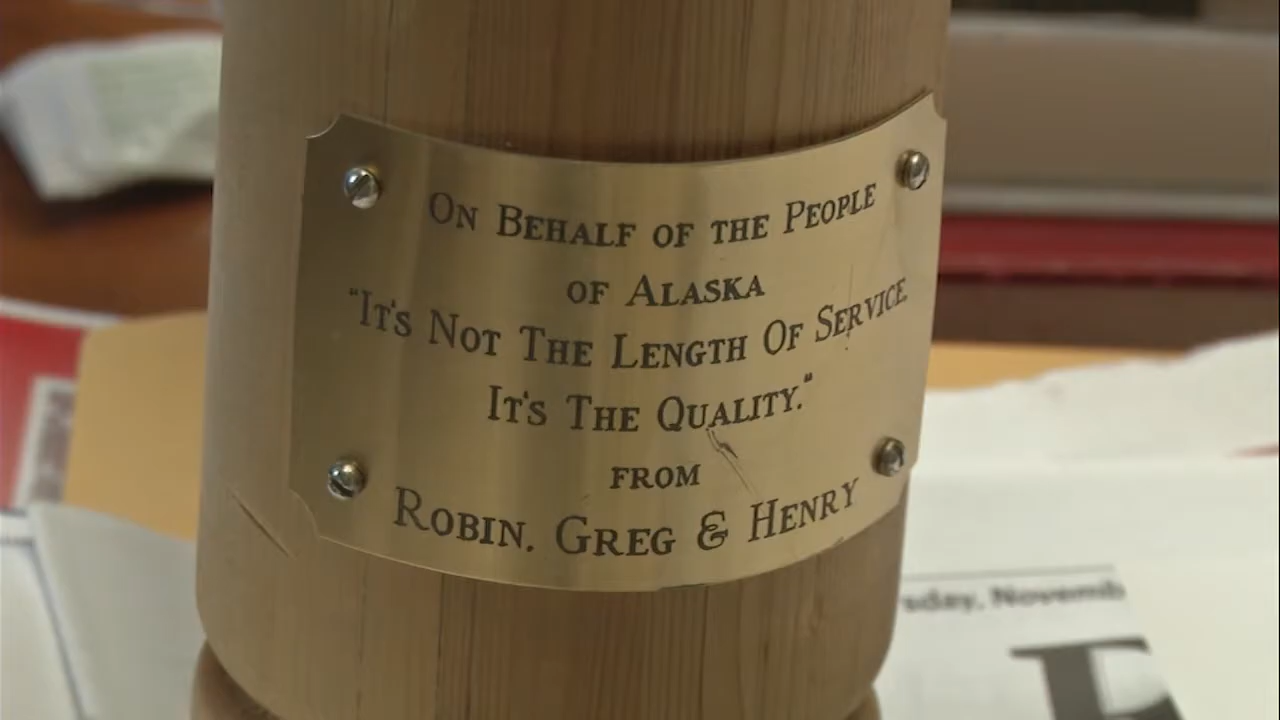 On Behalf of the People
of Alaska
"It's Not The Length Of Service,
It's The Quality."
from
Robin, Greg & Henry